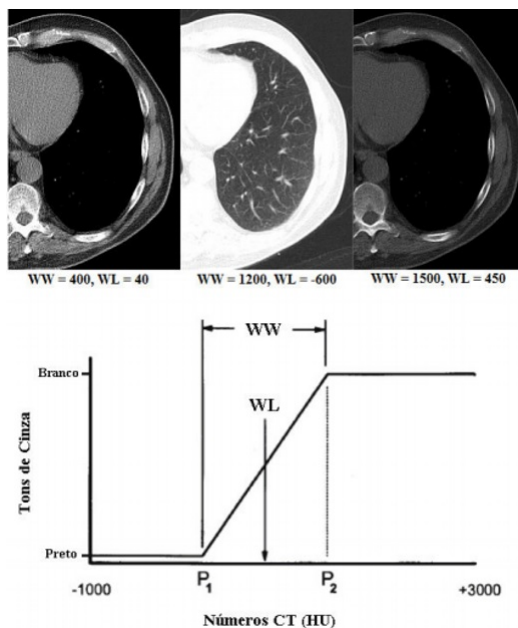 WW = 400, WL = 40
WW = 1200, WL = -600
WW = 1500, WL = 450
WW
Branco
WL
Tons de Cinza
Preto
-1000
P1
P2
+3000
Números CT (HU)